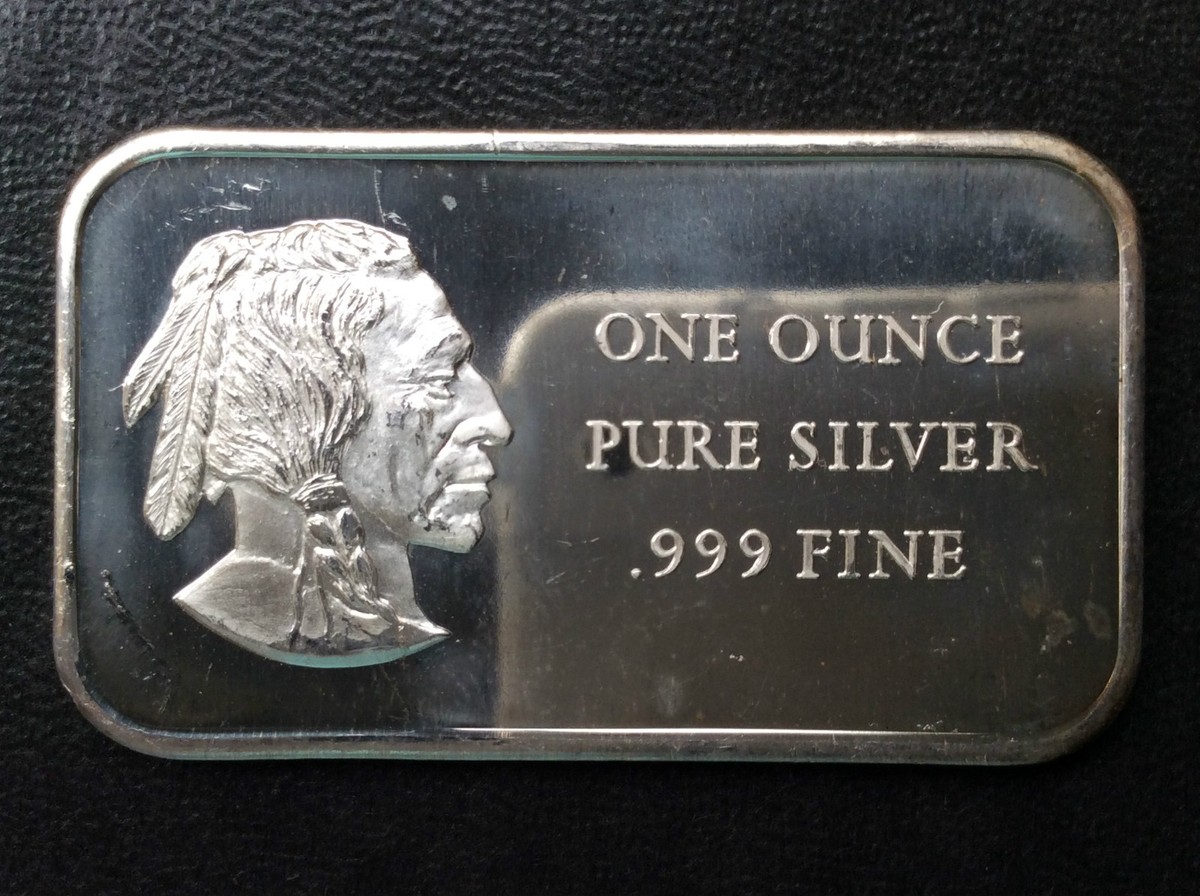 ONE OUNCE
PURE SILVER
.999 FINE